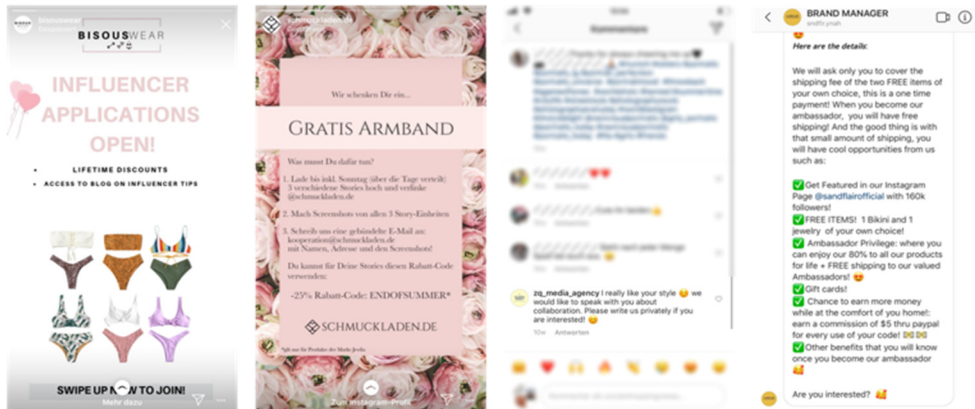 bisouswear
BISOUSWEAR
INFLUENCER
APPLICATIONS
OPEN!
LIFETIME DISCOUNTS
ACCESS TO BLOG ON INFLUENCER TIPS
SWIPE UP NOW TO JOIN!
Mehr dazu
schmuckladen.de
Wir schenken Dir ein...
GRATIS ARMBAND
Was musst Du dafür tun?
1. Lade bis inkl. Sonntag (über die Tage verteilt)
3 verschiedene Stories hoch und verlinke
@schmuckladen.de
2. Mach Screenshots von allen 3 Story-Einheiten
3. Schreib uns eine gebündelte E-Mail an:
kooperation@schmuckladen.de
mit Namen, Adresse und den Screenshots!
Du kannst für Deine Stories diesen Rabatt-Code
verwenden:
-25% Rabatt-Code: ENDOFSUMMER*
SCHMUCKLADEN.DE
Zum Instagram-Profil
Kommentare
zq_media_agency I really like your style 😊 we
would like to speak with you about
collaboration. Please write us privately if you
are interested! 😊
10w Antworten
BRAND MANAGER
Here are the details:
We will ask only you to cover the
shipping fee of the two FREE items of
your own choice, this is a one time
payment! When you become our
ambassador, you will have free
shipping! And the good thing is with
that small amount of shipping, you
will have cool opportunities from us
such as:
✅Get Featured in our Instagram
Page @sandflairofficial with 160k
followers!
✅FREE ITEMS! 1 Bikini and 1
jewelry of your own choice!
✅ Ambassador Privilege: where you
can enjoy our 80% to all our products
for life + FREE shipping to our valued
Ambassadors! 😍
✅Gift cards!
✅ Chance to earn more money
while at the comfort of you home!:
earn a commission of $5 thru paypal
for every use of your code! 💵💵
✅Other benefits that you will know
once you become our ambassador
🥰
Are you interested? 🥰